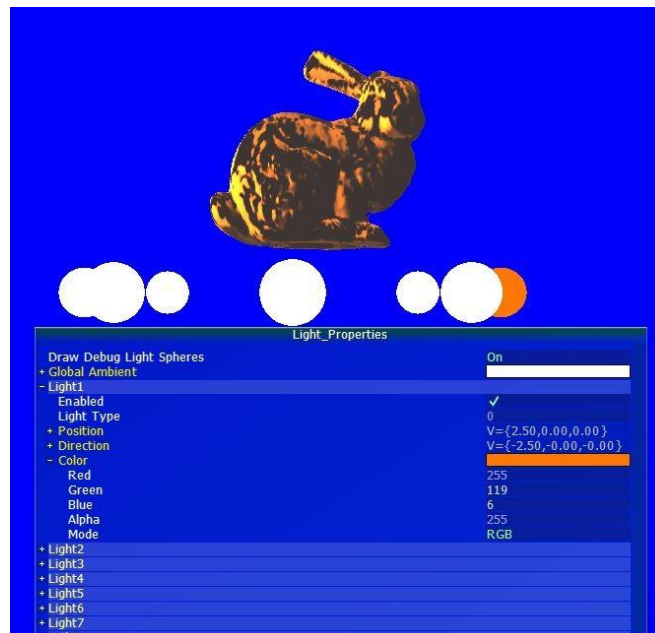 Light_Properties
Draw Debug Light Spheres On
+ Global Ambient
- Light1
Enabled ✓
Light Type 0
+ Position V={2.50,0.00,0.00}
+ Direction V={-2.50,-0.00,-0.00}
- Color
Red 255
Green 119
Blue 6
Alpha 255
Mode RGB
+ Light2
+ Light3
+ Light4
+ Light5
+ Light6
+ Light7